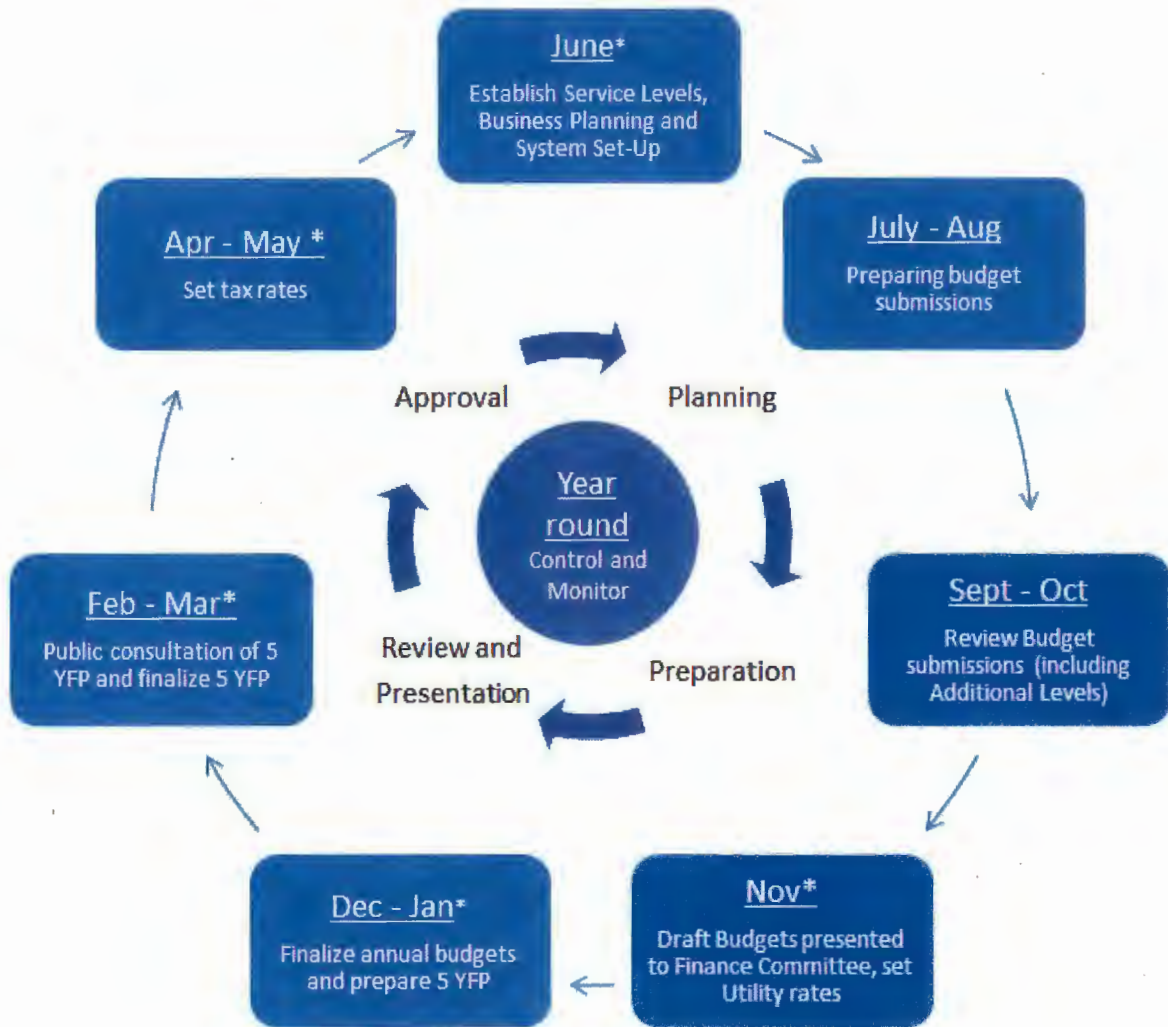 June*
Establish Service Levels,
Business Planning and
System Set-Up
July - Aug
Preparing budget
submissions
Sept - Oct
Review Budget
submissions (including
Additional Levels)
Nov*
Draft Budgets presented
to Finance Committee, set
Utility rates
Dec - Jan*
Finalize annual budgets
and prepare 5 YFP
Feb - Mar*
Public consultation of 5
YFP and finalize 5 YFP
Apr - May *
Set tax rates
Approval
Planning
Preparation
Review and
Presentation
Year
round
Control and
Monitor